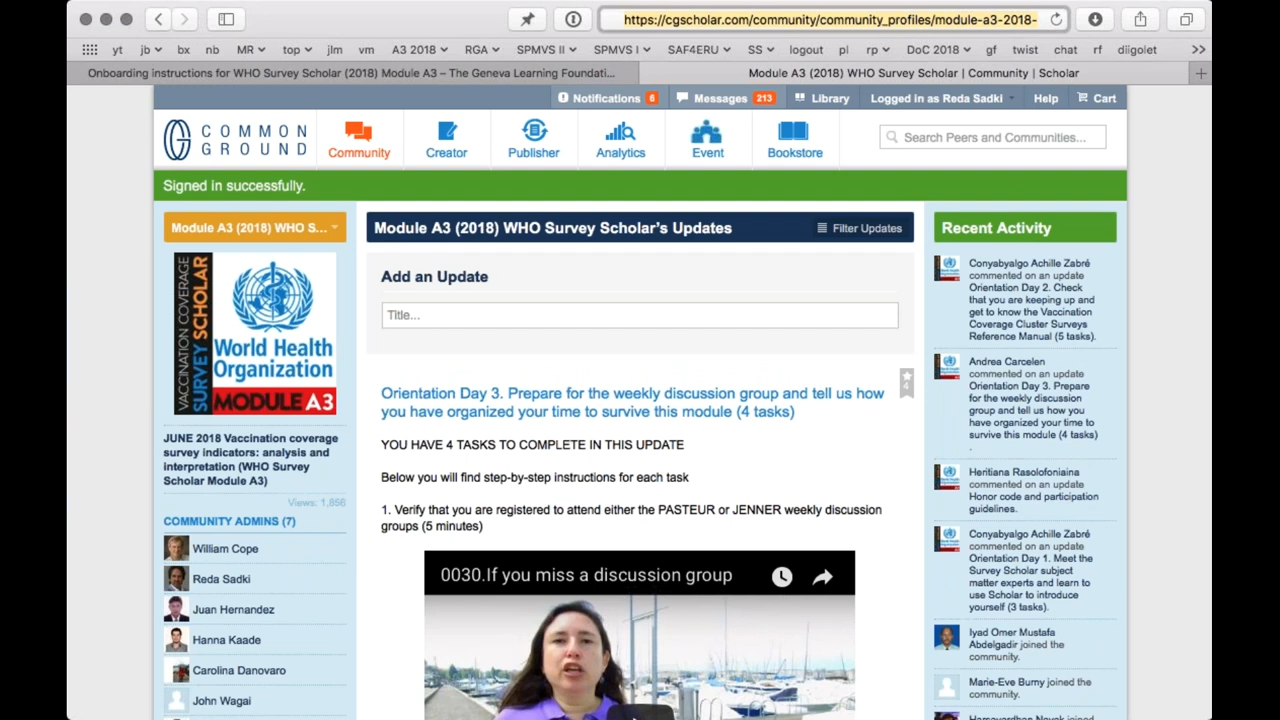 https://cgscholar.com/community/community_profiles/module-a3-2018-
yt jb bx nb MR top jlm vm A3 2018 RGA SPMVS II SPMVS I SAF4ERU SS logout pl rp DoC 2018 gf twist chat rf diigolet
Onboarding instructions for WHO Survey Scholar (2018) Module A3 – The Geneva Learning Foundati...
Module A3 (2018) WHO Survey Scholar | Community | Scholar
Notifications 6 Messages 213 Library Logged in as Reda Sadki Help Cart
COMMON
GROUND
Community Creator Publisher Analytics Event Bookstore
Search Peers and Communities...
Signed in successfully.
Module A3 (2018) WHO S...
VACCINATION COVERAGE
SURVEY SCHOLAR
World Health
Organization
MODULE A3
JUNE 2018 Vaccination coverage
survey indicators: analysis and
interpretation (WHO Survey
Scholar Module A3)
Views: 1,856
COMMUNITY ADMINS (7)
William Cope
Reda Sadki
Juan Hernandez
Hanna Kaade
Carolina Danovaro
John Wagai
Module A3 (2018) WHO Survey Scholar's Updates
Filter Updates
Add an Update
Title...
Orientation Day 3. Prepare for the weekly discussion group and tell us how
you have organized your time to survive this module (4 tasks)
4
YOU HAVE 4 TASKS TO COMPLETE IN THIS UPDATE
Below you will find step-by-step instructions for each task
1. Verify that you are registered to attend either the PASTEUR or JENNER weekly discussion
groups (5 minutes)
0030.If you miss a discussion group
Recent Activity
Conyabyalgo Achille Zabré
commented on an update
Orientation Day 2. Check
that you are keeping up and
get to know the Vaccination
Coverage Cluster Surveys
Reference Manual (5 tasks).
Andrea Carcelen
commented on an update
Orientation Day 3. Prepare
for the weekly discussion
group and tell us how
you have organized your
time to survive this
module (4 tasks)
.
Heritiana Rasolofoniaina
commented on an update
Honor code and participation
guidelines.
Conyabyalgo Achille Zabré
commented on an update
Orientation Day 1. Meet the
Survey Scholar subject
matter experts and learn to
use Scholar to introduce
yourself (3 tasks).
Iyad Omer Mustafa
Abdelgadir joined the
community.
Marie-Eve Burny joined the
community.